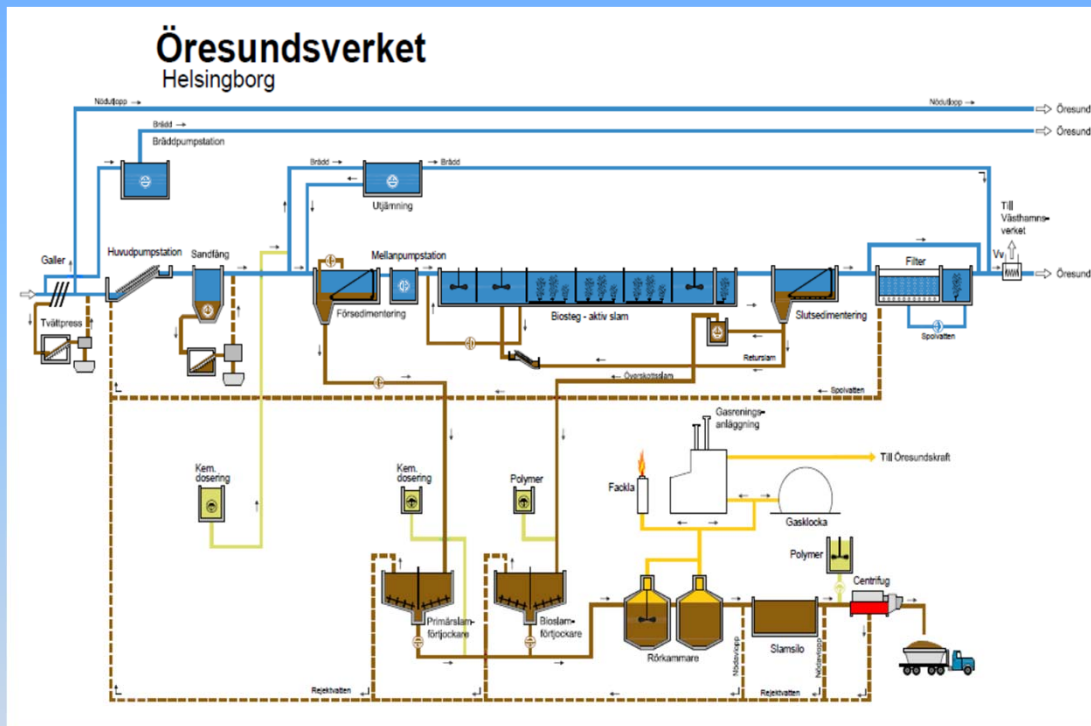 Öresundsverket
Helsingborg
Nödutlopp
Nödutlopp
Öresund
Brädd
Öresund
Bräddpumpstation
Brädd
Brädd
Utjämning
Till
Västhamns-
verket
Galler
Huvudpumpstation
Sandfång
Mellanpumpstation
Filter
Vv
Öresund
Tvättpress
Försedimentering
Biosteg - aktiv slam
Slutsedimentering
Spolvatten
Returslam
Överskottsslam
Spolvatten
Gasrenings-
anläggning
Till Öresundskraft
Kem.
dosering
Kem.
dosering
Polymer
Fackla
Gasklocka
Polymer
Centrifug
Primärslam-
förtjockare
Bioslam-
förtjockare
Rörkammare
Slamsilo
Nödavlopp
Nödavlopp
Rejektvatten
Rejektvatten